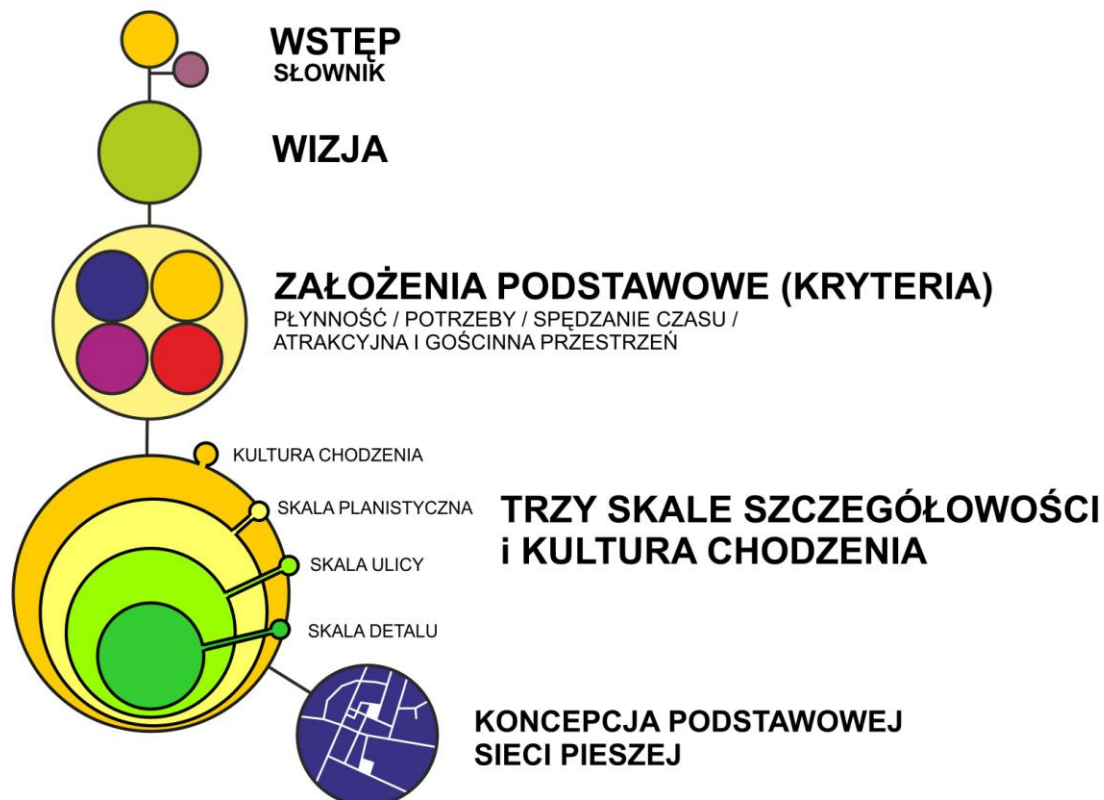 WSTĘP
SŁOWNIK
WIZJA
ZAŁOŻENIA PODSTAWOWE (KRYTERIA)
PŁYNNOŚĆ / POTRZEBY / SPĘDZANIE CZASU /
ATRAKCYJNA I GOŚCINNA PRZESTRZEŃ
KULTURA CHODZENIA
SKALA PLANISTYCZNA
SKALA ULICY
SKALA DETALU
TRZY SKALE SZCZEGÓŁOWOŚCI
i KULTURA CHODZENIA
KONCEPCJA PODSTAWOWEJ
SIECI PIESZEJ